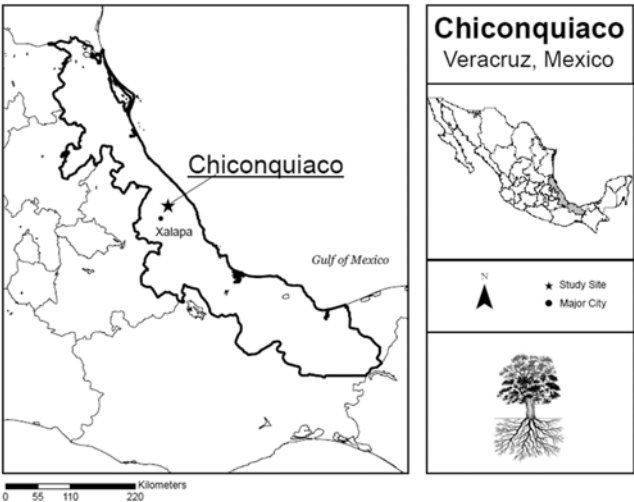 Chiconquiaco
Xalapa
Gulf of Mexico
Kilometers
0 55 110 220
Chiconquiaco
Veracruz, Mexico
N
Study Site
Major City